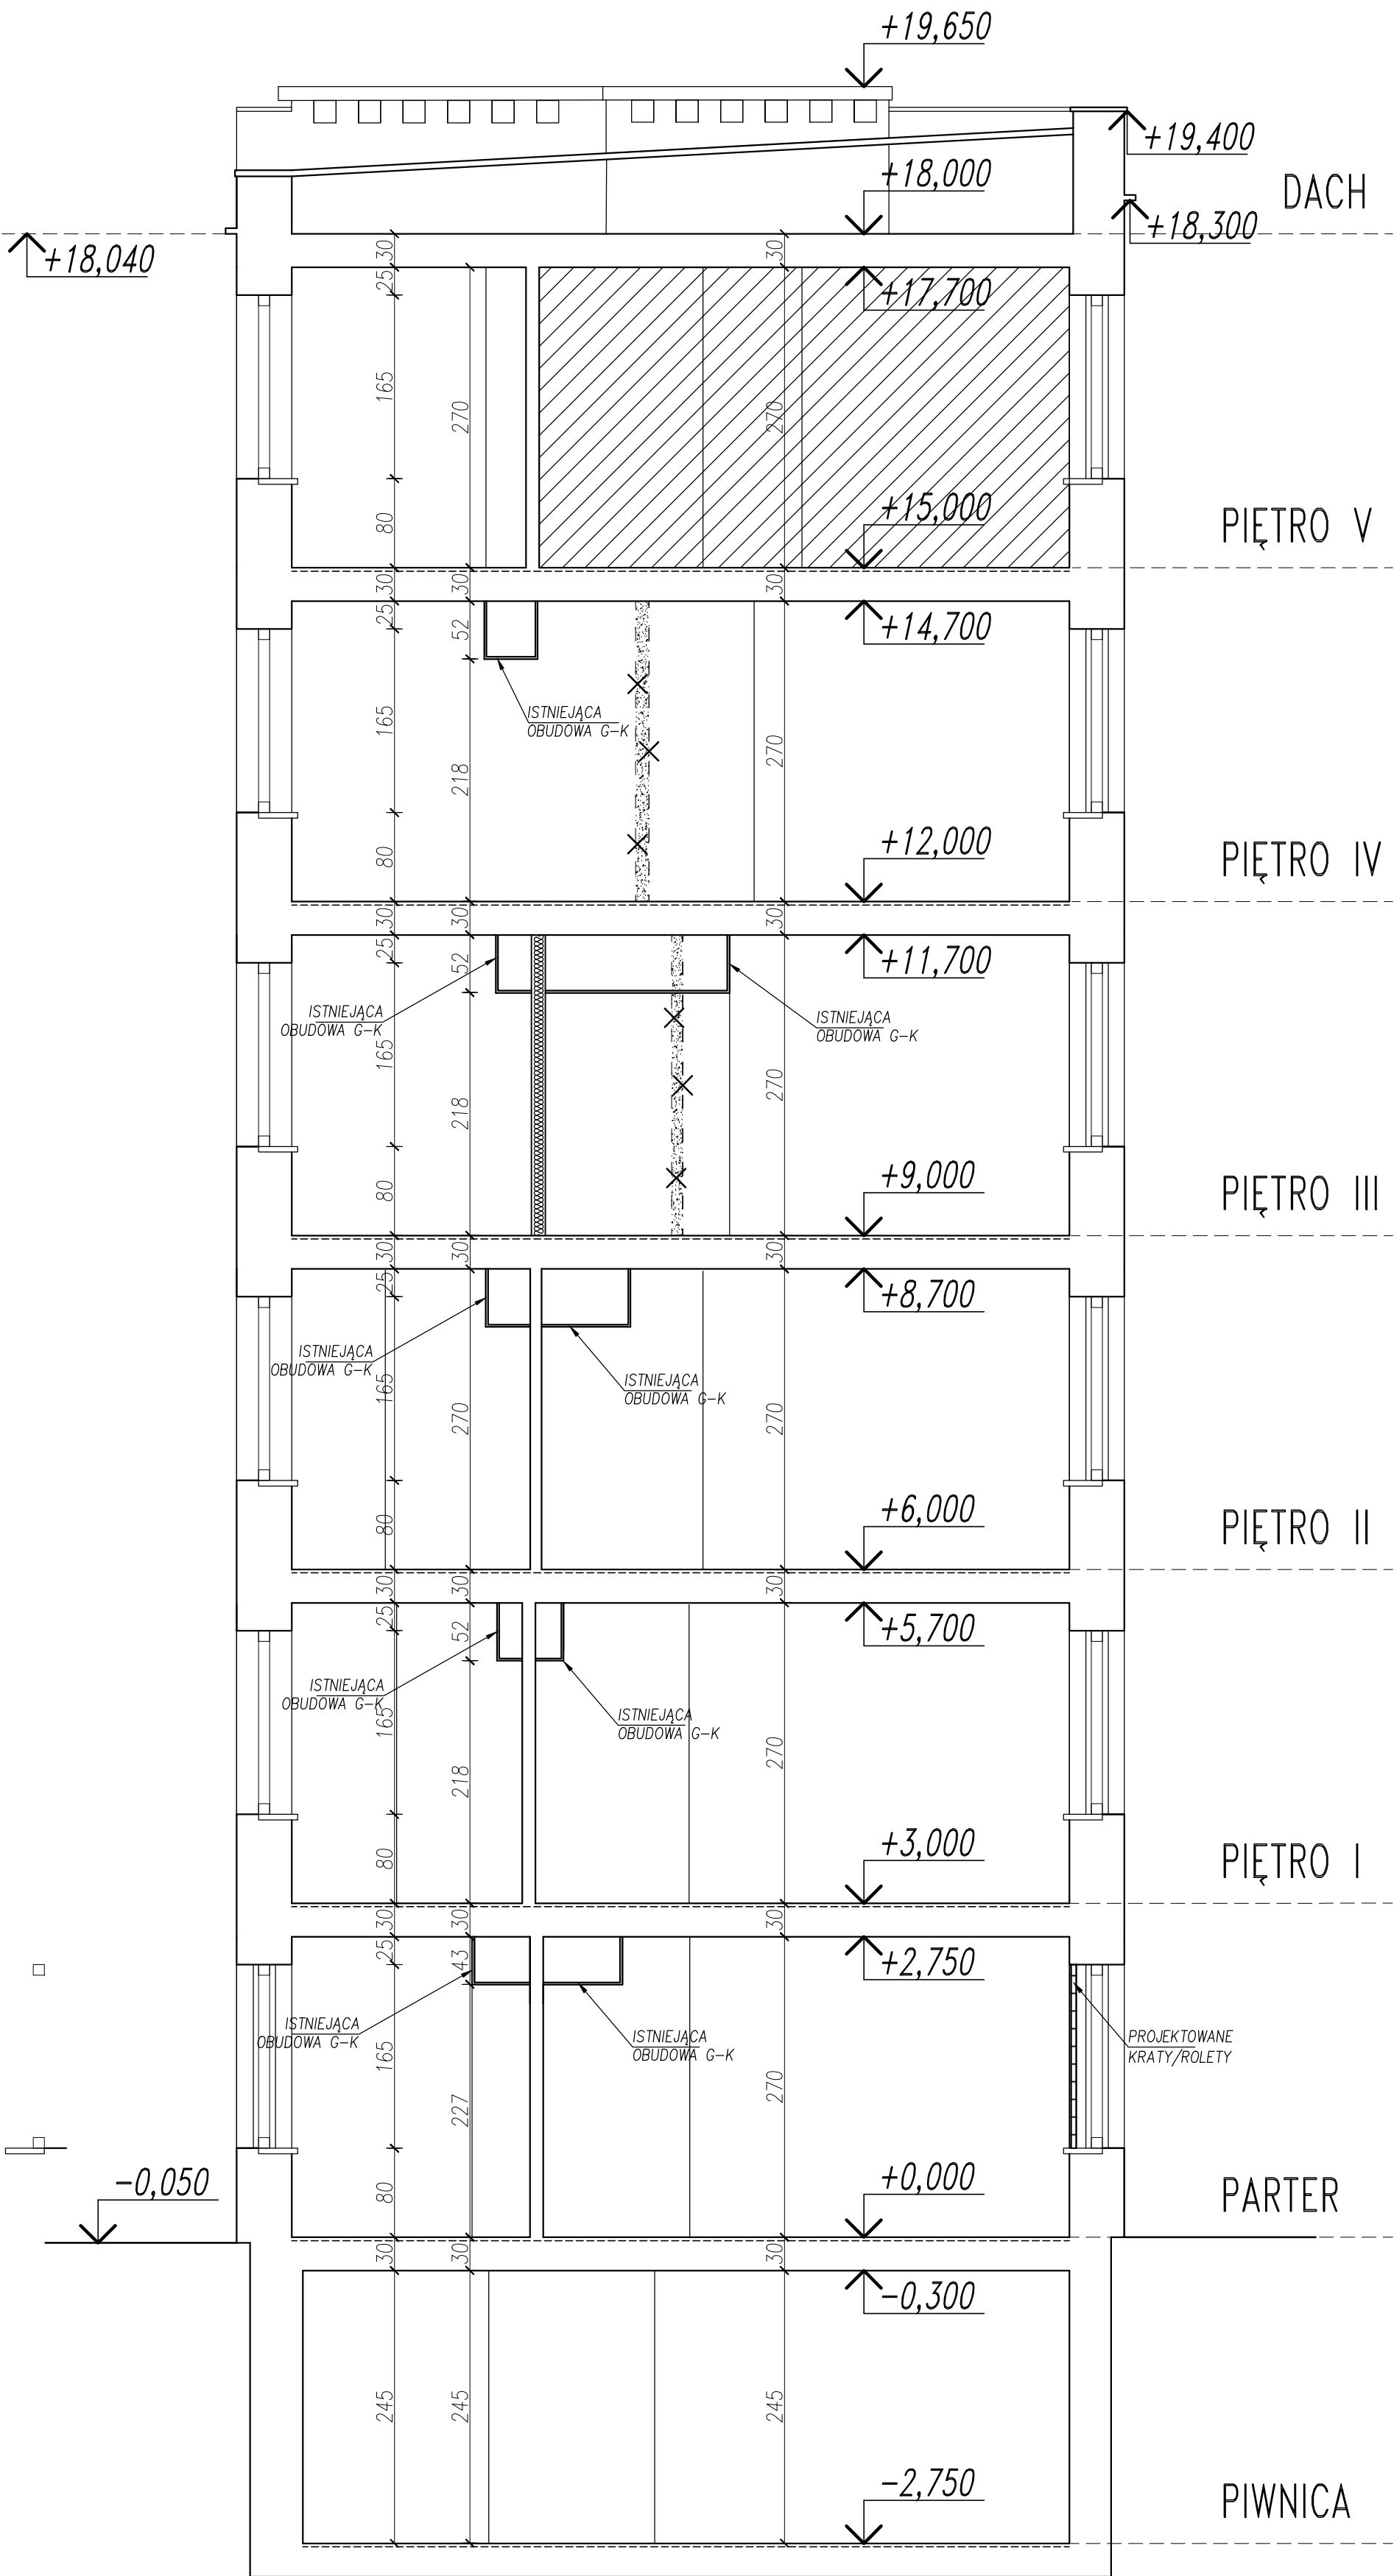 +19,650
+19,400
+18,000
DACH
+18,300
+18,040
30
30
25
+17,700
165
270
270
+15,000
80
PIĘTRO V
30
30
30
25
52
+14,700
ISTNIEJĄCA
OBUDOWA G-K
165
218
270
+12,000
80
PIĘTRO IV
30
30
30
25
52
+11,700
ISTNIEJĄCA
OBUDOWA G-K
ISTNIEJĄCA
OBUDOWA G-K
165
218
270
+9,000
80
PIĘTRO III
30
30
30
25
+8,700
ISTNIEJĄCA
OBUDOWA G-K
ISTNIEJĄCA
OBUDOWA G-K
165
270
270
+6,000
80
PIĘTRO II
30
30
30
25
52
+5,700
ISTNIEJĄCA
OBUDOWA G-K
ISTNIEJĄCA
OBUDOWA G-K
165
218
270
+3,000
80
PIĘTRO I
30
30
30
25
43
+2,750
ISTNIEJĄCA
OBUDOWA G-K
ISTNIEJĄCA
OBUDOWA G-K
PROJEKTOWANE
KRATY/ROLETY
165
227
270
-0,050
+0,000
80
PARTER
30
30
30
-0,300
245
245
245
-2,750
PIWNICA